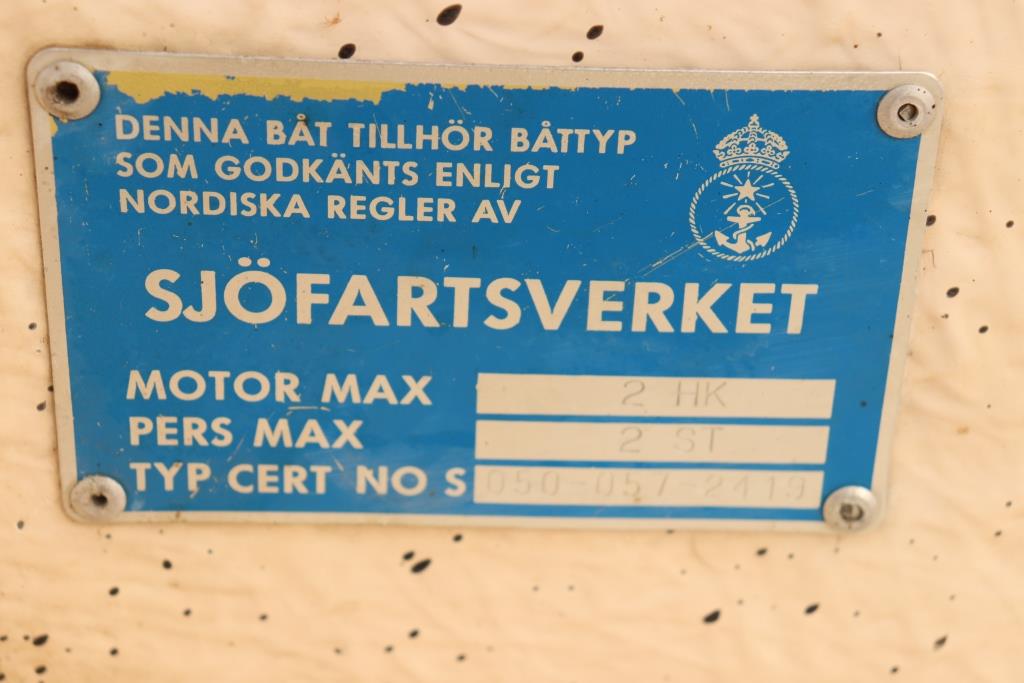 DENNA BÅT TILLHÖR BÅTTYP
SOM GODKÄNTS ENLIGT
NORDISKA REGLER AV
SJÖFARTSVERKET
MOTOR MAX 2 HK
PERS MAX 2 ST
TYP CERT NO S 050-057-2419